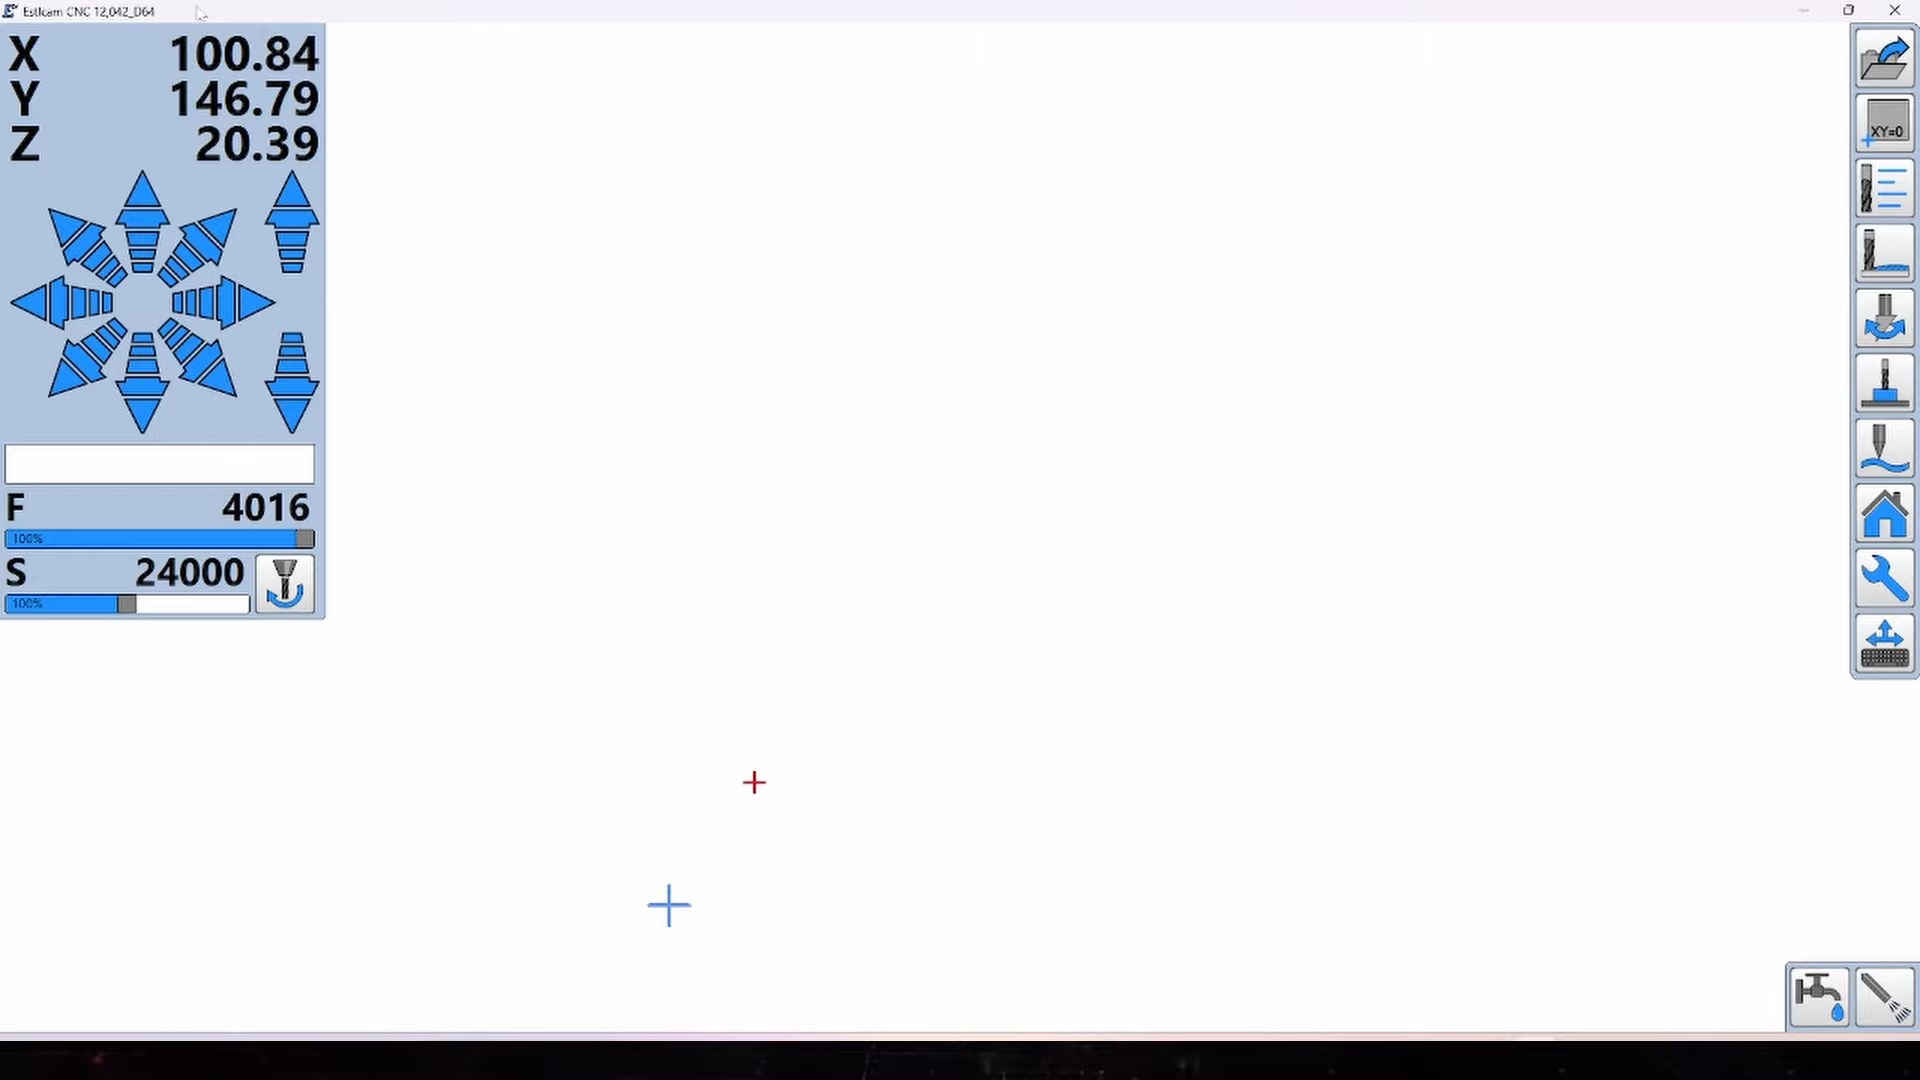 Estlcam CNC 12,042_D64
X 100.84
Y 146.79
Z 20.39
F 4016
100%
S 24000
100%
XY=0